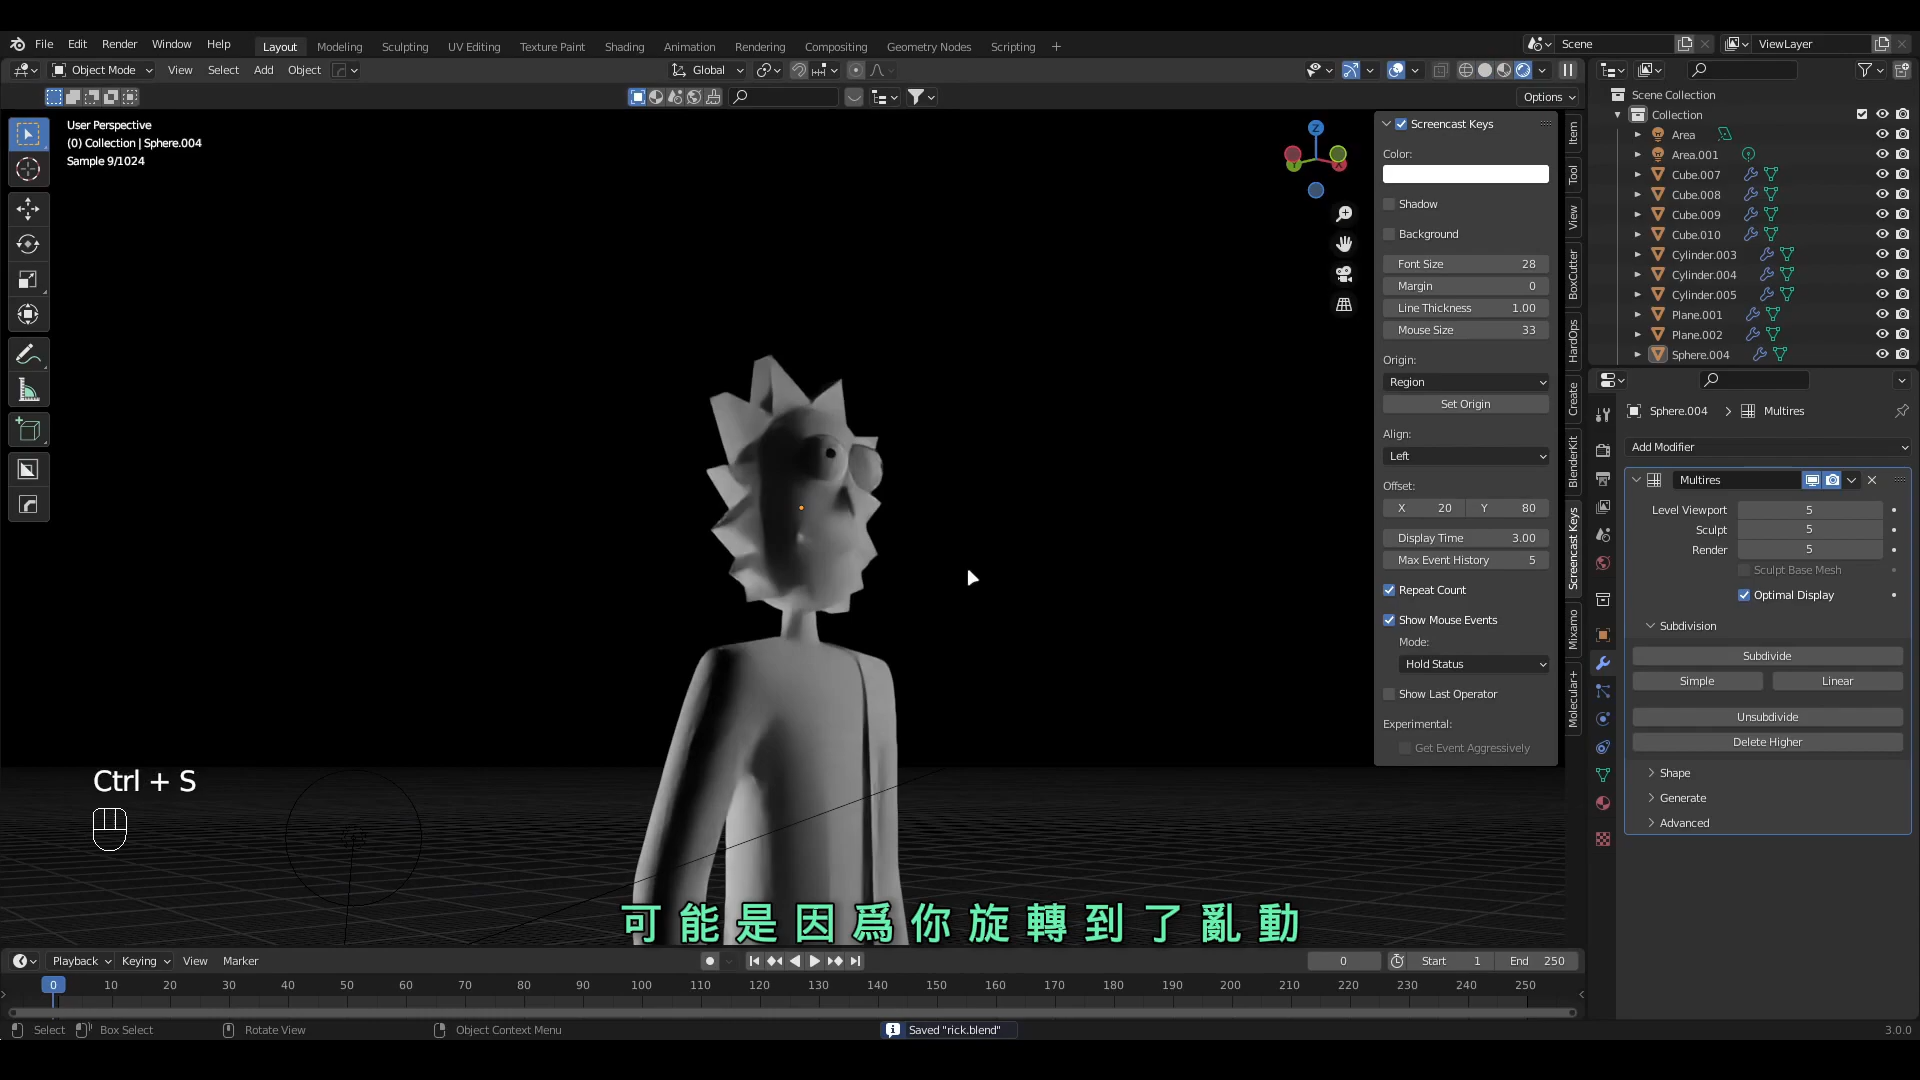 File Edit Render Window Help Layout Modeling Sculpting UV Editing Texture Paint Shading Animation Rendering Compositing Geometry Nodes Scripting + Scene ViewLayer
Object Mode View Select Add Object Global
Options
User Perspective
(0) Collection | Sphere.004
Sample 9/1024
Z
Y
X
Screencast Keys
Color:
Shadow
Background
Font Size 28
Margin 0
Line Thickness 1.00
Mouse Size 33
Origin:
Region
Set Origin
Align:
Left
Offset:
X 20 Y 80
Display Time 3.00
Max Event History 5
Repeat Count
Show Mouse Events
Mode:
Hold Status
Show Last Operator
Experimental:
Get Event Aggressively
Item
Tool
View
BoxCutter
HardOps
Create
BlenderKit
Screencast Keys
Mixamo
Molecular+
Scene Collection
Collection
Area
Area.001
Cube.007
Cube.008
Cube.009
Cube.010
Cylinder.003
Cylinder.004
Cylinder.005
Plane.001
Plane.002
Sphere.004
Sphere.004 > Multires
Add Modifier
Multires
Level Viewport 5
Sculpt 5
Render 5
Sculpt Base Mesh
Optimal Display
Subdivision
Subdivide
Simple Linear
Unsubdivide
Delete Higher
Shape
Generate
Advanced
Ctrl + S
可能是因爲你旋轉到了亂動
Playback Keying View Marker 0 Start 1 End 250
0 10 20 30 40 50 60 70 80 90 100 110 120 130 140 150 160 170 180 190 200 210 220 230 240 250
Select Box Select Rotate View Object Context Menu Saved "rick.blend" 3.0.0